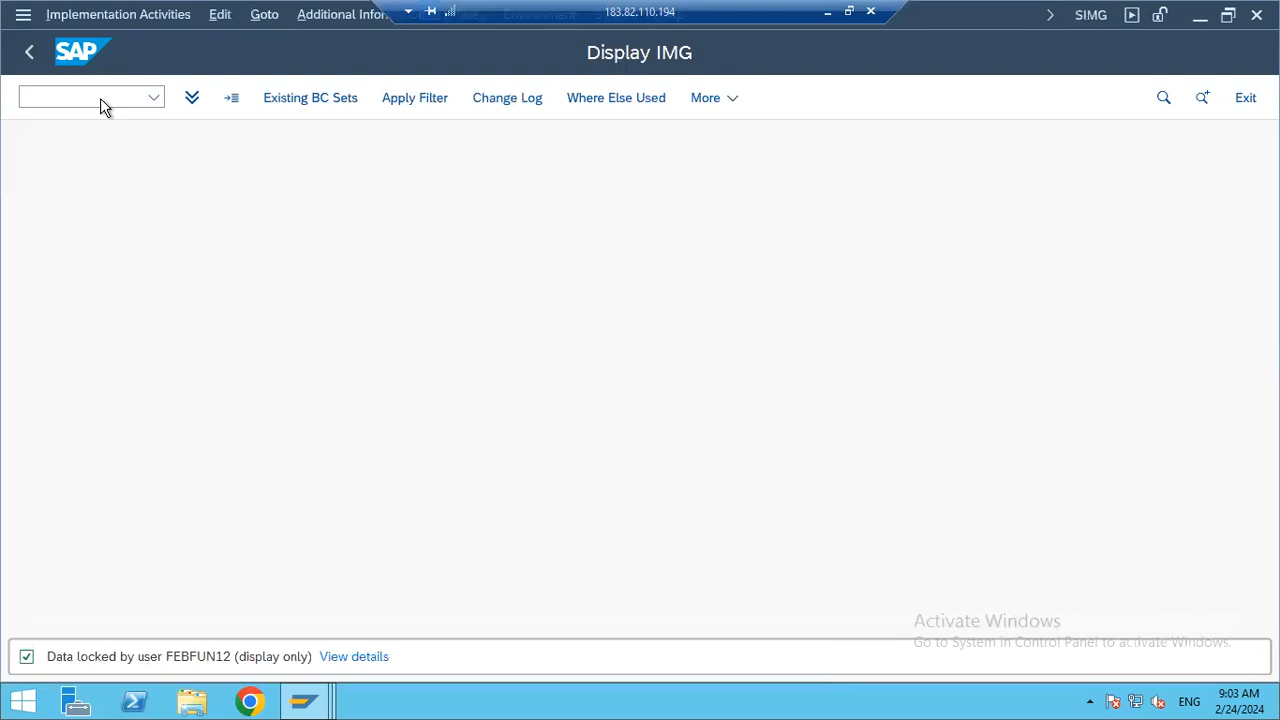 Implementation Activities Edit Goto Additional Infor 183.82.110.194 SIMG
SAP Display IMG
Existing BC Sets Apply Filter Change Log Where Else Used More Exit
Activate Windows
Go to System in Control Panel to activate Windows.
Data locked by user FEBFUN12 (display only) View details
ENG 9:03 AM
2/24/2024